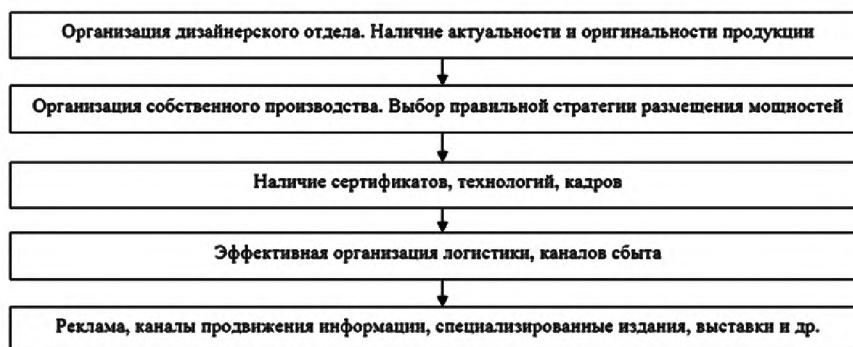 Организация дизайнерского отдела. Наличие актуальности и оригинальности продукции
Организация собственного производства. Выбор правильной стратегии размещения мощностей
Наличие сертификатов, технологий, кадров
Эффективная организация логистики, каналов сбыта
Реклама, каналы продвижения информации, специализированные издания, выставки и др.